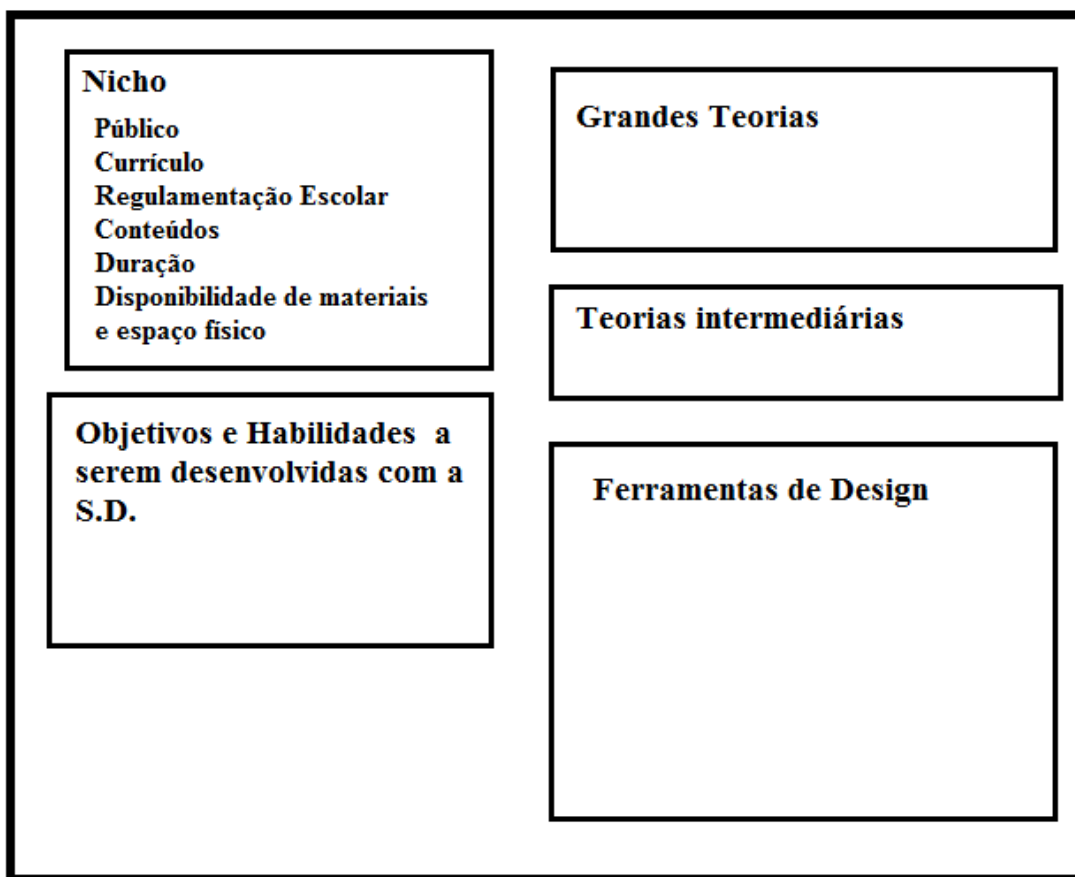 Nicho
Público
Currículo
Regulamentação Escolar
Conteúdos
Duração
Disponibilidade de materiais
e espaço físico
Objetivos e Habilidades a
serem desenvolvidas com a
S.D.
Grandes Teorias
Teorias intermediárias
Ferramentas de Design